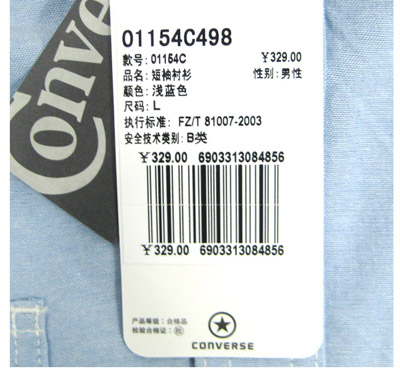 Conve
01154C498
款号: 01154C ￥329.00
品名: 短袖衬衫 性别: 男性
颜色: 浅蓝色
尺码: L
执行标准: FZ/T 81007-2003
安全技术类别: B类
￥329.00 6903313084856
￥329.00 6903313084856
产品等级: 合格品
检验合格证:
CONVERSE